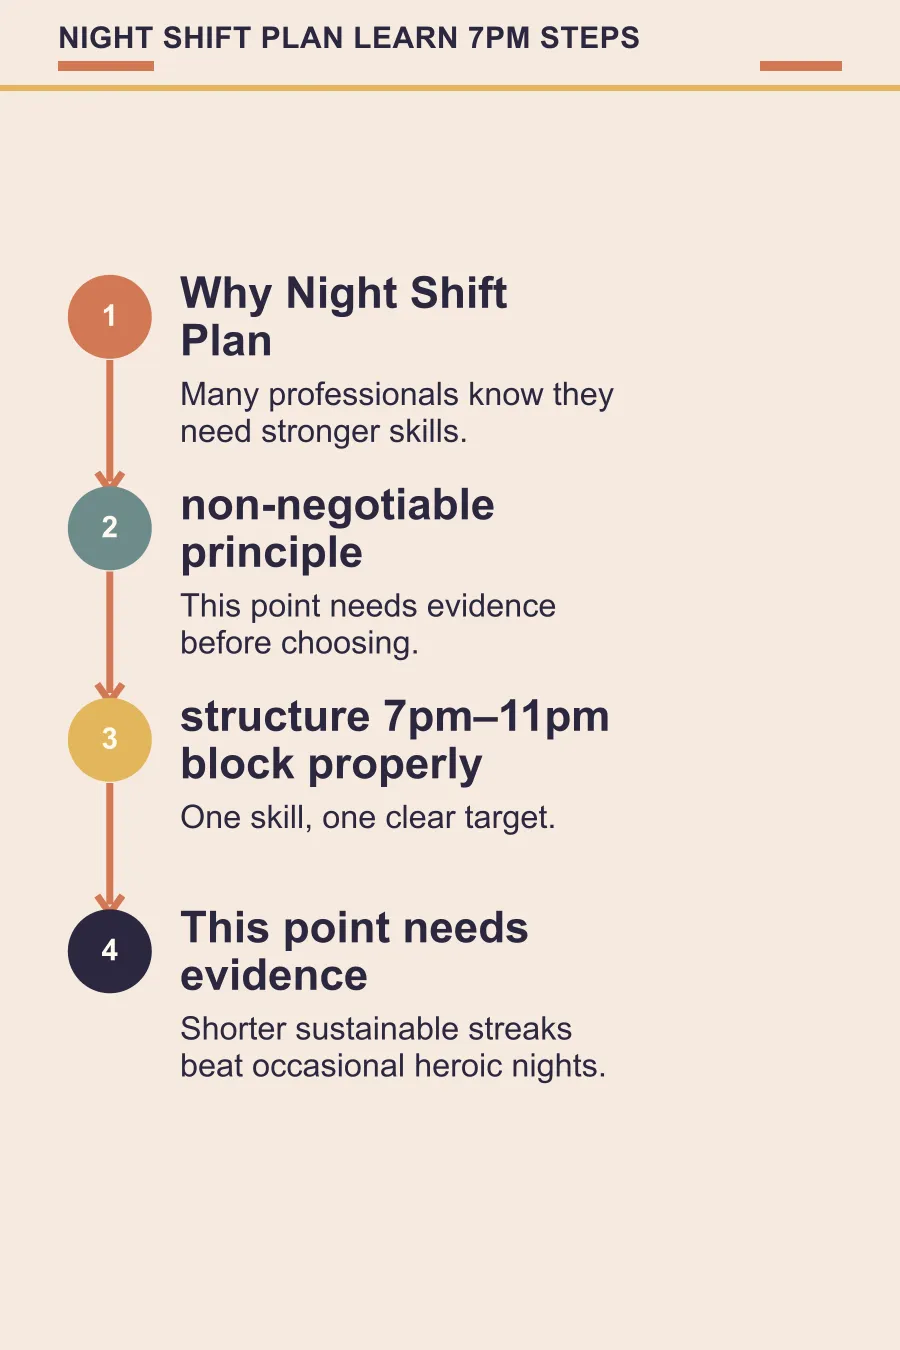 NIGHT SHIFT PLAN LEARN 7PM STEPS
1
Why Night Shift
Plan
Many professionals know they
need stronger skills.
2
non-negotiable
principle
This point needs evidence
before choosing.
3
structure 7pm–11pm
block properly
One skill, one clear target.
4
This point needs
evidence
Shorter sustainable streaks
beat occasional heroic nights.